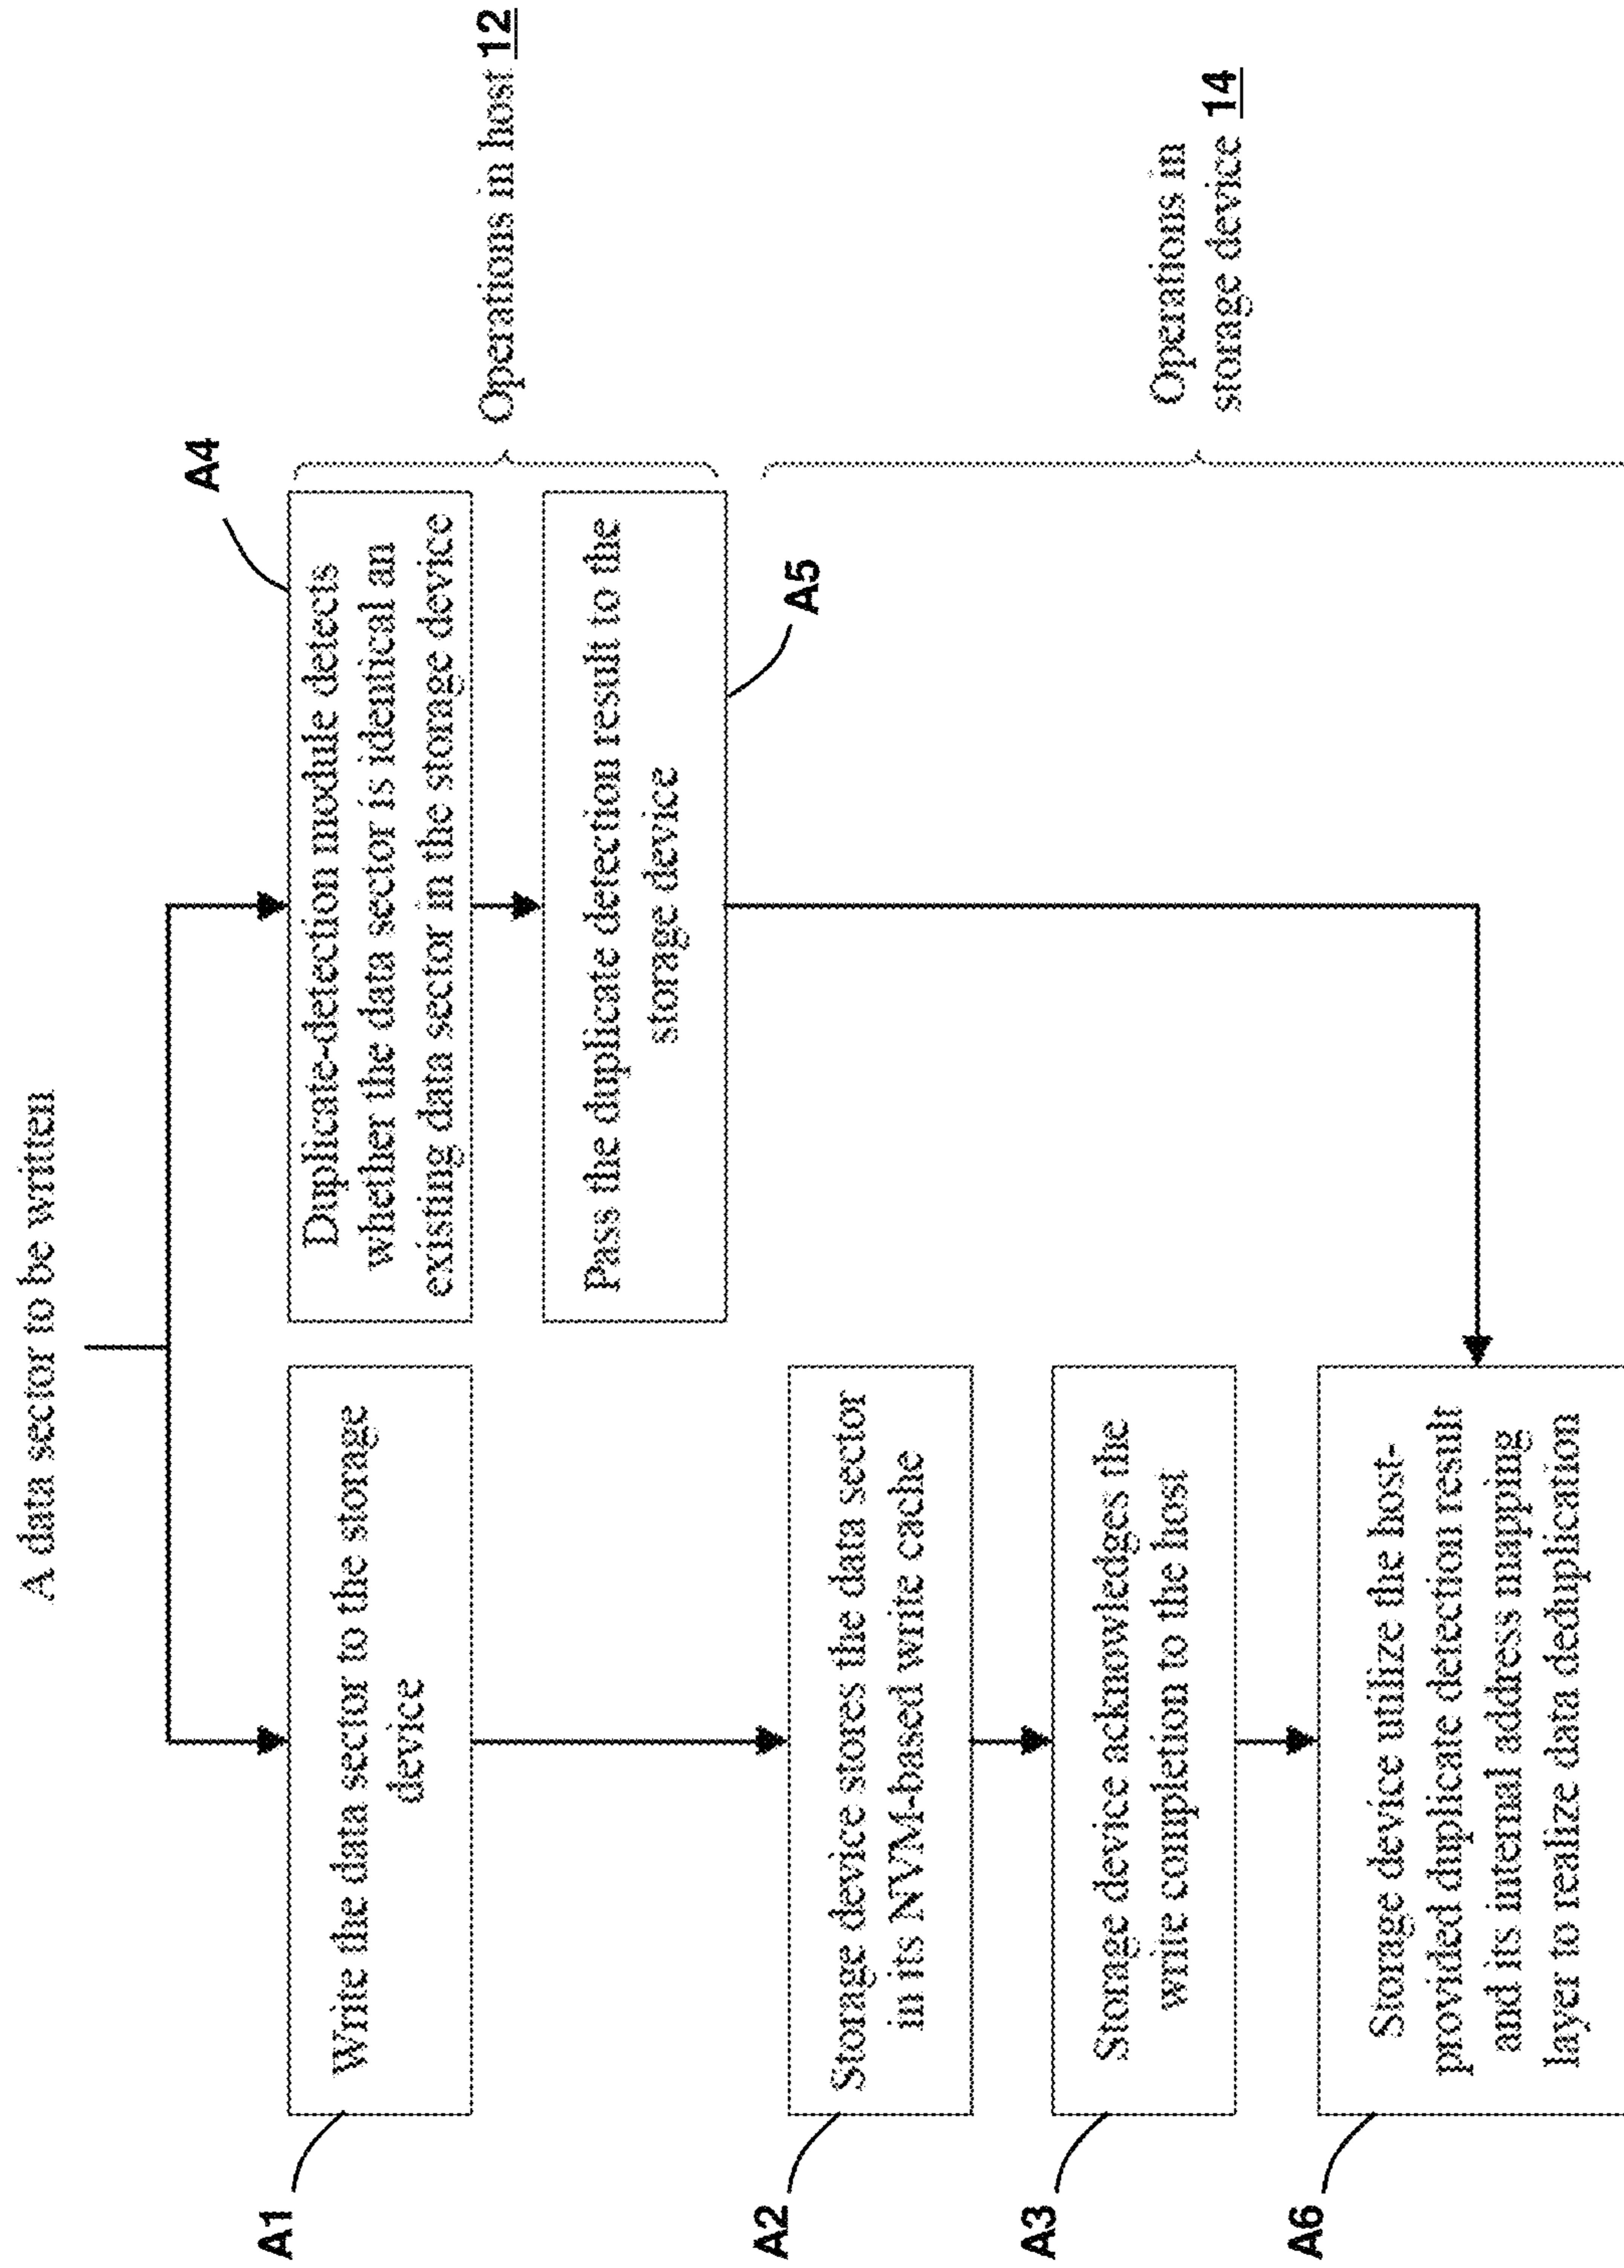 A data sector to be written
A1
Write the data sector to the storage
device
A4
Duplicate-detection module detects
whether the data sector is identical an
existing data sector in the storage device
Pass the duplicate detection result to the
storage device
A5
Operations in host 12
A2
Storage device stores the data sector
in its NVM-based write cache
A3
Storage device acknowledges the
write completion to the host
A6
Storage device utilize the host-
provided duplicate detection result
and its internal address mapping
layer to realize data deduplication
Operations in
storage device 14